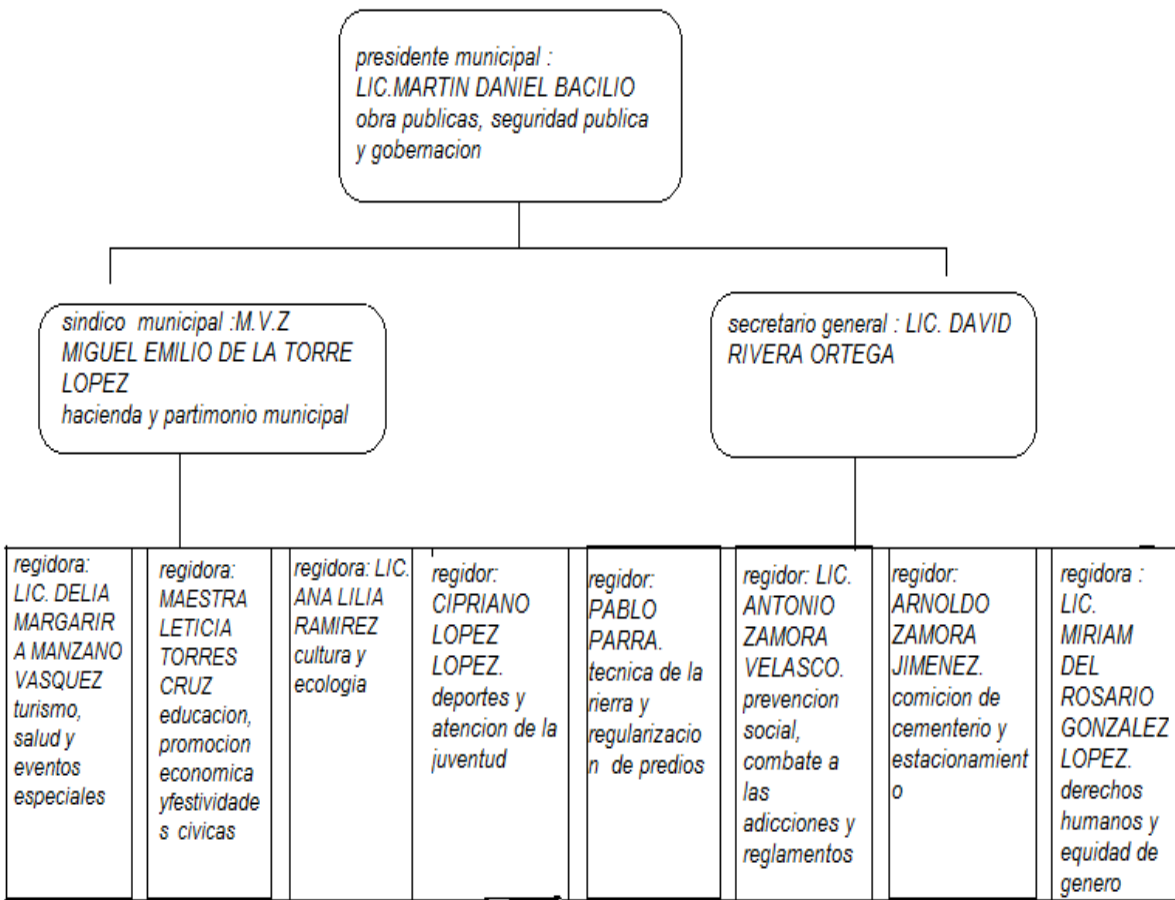 presidente municipal :
LIC.MARTIN DANIEL BACILIO
obra publicas, seguridad publica
y gobernacion
sindico municipal :M.V.Z
MIGUEL EMILIO DE LA TORRE
LOPEZ
hacienda y partimonio municipal
secretario general : LIC. DAVID
RIVERA ORTEGA
regidora:
LIC. DELIA
MARGARIR
A MANZANO
VASQUEZ
turismo,
salud y
eventos
especiales
regidora:
MAESTRA
LETICIA
TORRES
CRUZ
educacion,
promocion
economica
yfestividade
s civicas
regidora: LIC.
ANA LILIA
RAMIREZ
cultura y
ecologia
regidor:
CIPRIANO
LOPEZ
LOPEZ.
deportes y
atencion de la
juventud
regidor:
PABLO
PARRA.
tecnica de la
rierra y
regularizacio
n de predios
regidor: LIC.
ANTONIO
ZAMORA
VELASCO.
prevencion
social,
combate a
las
adicciones y
reglamentos
regidor:
ARNOLDO
ZAMORA
JIMENEZ.
comicion de
cementerio y
estacionamient
o
regidora :
LIC.
MIRIAM
DEL
ROSARIO
GONZALEZ
LOPEZ.
derechos
humanos y
equidad de
genero